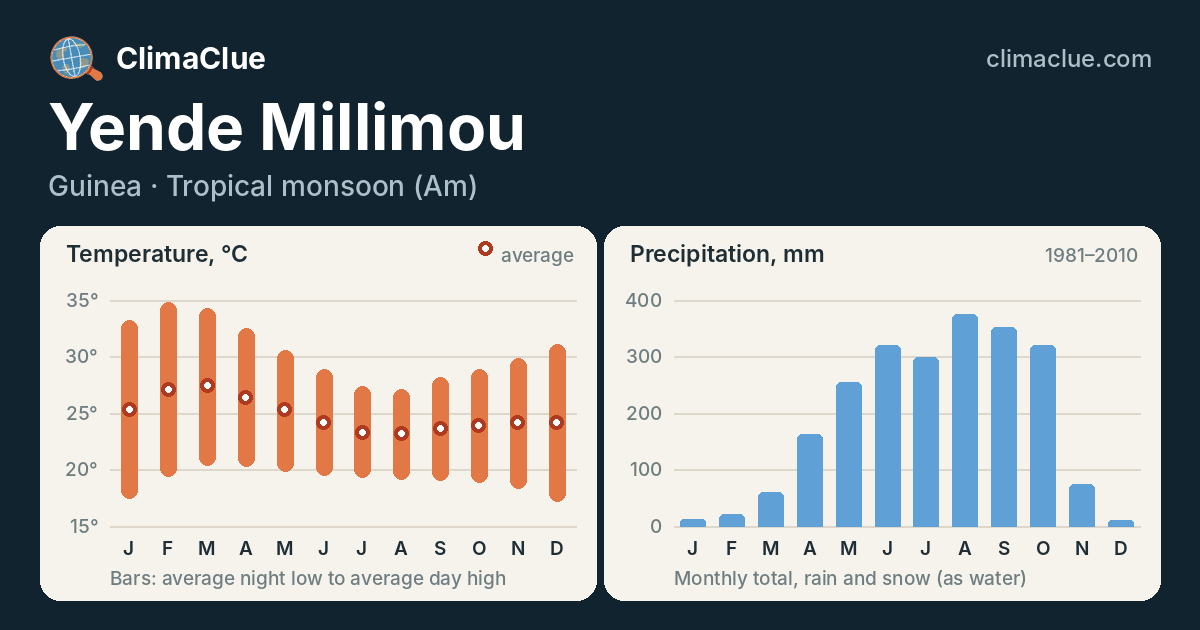 ClimaClue
climaclue.com
Yende Millimou
Guinea · Tropical monsoon (Am)
Temperature, °C
average
35°
30°
25°
20°
15°
J F M A M J J A S O N D
Bars: average night low to average day high
Precipitation, mm
1981–2010
400
300
200
100
0
J F M A M J J A S O N D
Monthly total, rain and snow (as water)